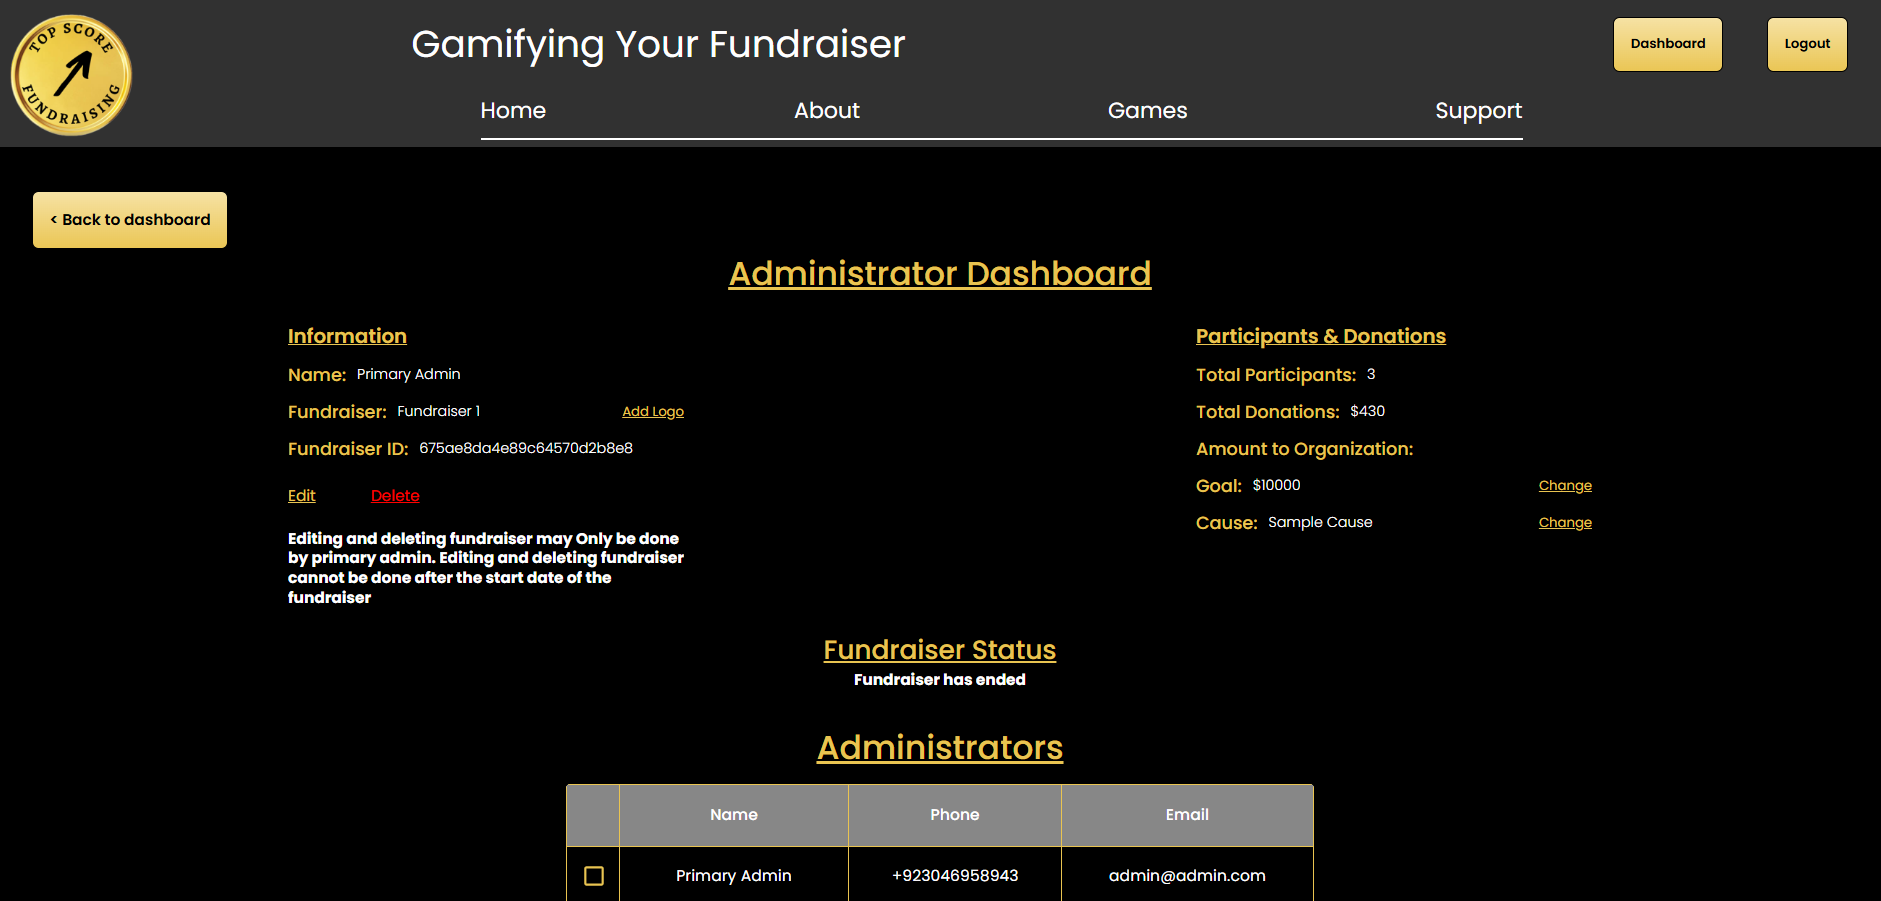 TOP SCORE
FUNDRAISING
Gamifying Your Fundraiser
Dashboard
Logout
Home
About
Games
Support
< Back to dashboard
Administrator Dashboard
Information
Name: Primary Admin
Fundraiser: Fundraiser 1
Add Logo
Fundraiser ID: 675ae8da4e89c64570d2b8e8
Edit
Delete
Editing and deleting fundraiser may Only be done
by primary admin. Editing and deleting fundraiser
cannot be done after the start date of the
fundraiser
Participants & Donations
Total Participants: 3
Total Donations: $430
Amount to Organization:
Goal: $10000
Change
Cause: Sample Cause
Change
Fundraiser Status
Fundraiser has ended
Administrators
Name
Phone
Email
Primary Admin
+923046958943
admin@admin.com